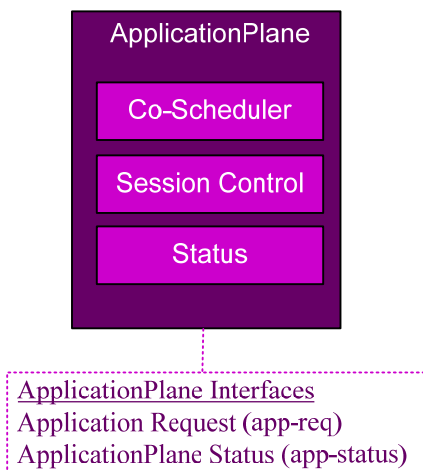 ApplicationPlane
Co-Scheduler
Session Control
Status
ApplicationPlane Interfaces
Application Request (app-req)
ApplicationPlane Status (app-status)